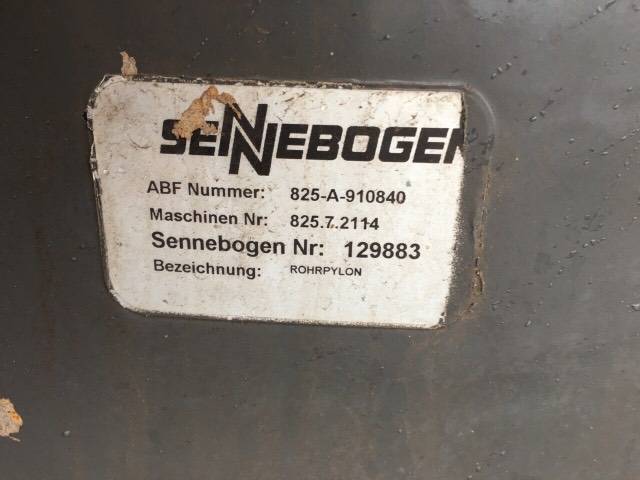 SENNEBOGEN
ABF Nummer: 825-A-910840
Maschinen Nr: 825.7.2114
Sennebogen Nr: 129883
Bezeichnung: ROHRPYLON